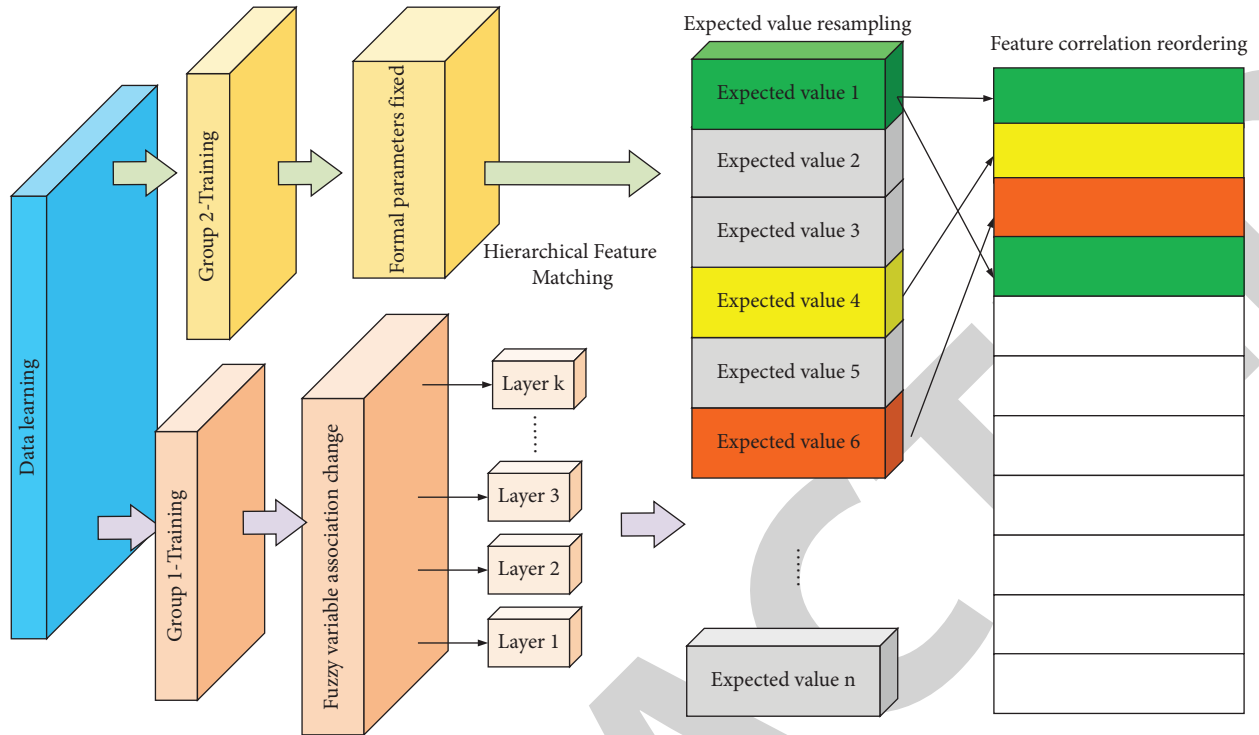 Expected value resampling
Feature correlation reordering
Data learning
Group 2-Training
Formal parameters fixed
Hierarchical Feature
Matching
Group 1-Training
Fuzzy variable association change
Layer k
........
Layer 3
Layer 2
Layer 1
Expected value 1
Expected value 2
Expected value 3
Expected value 4
Expected value 5
Expected value 6
........
Expected value n